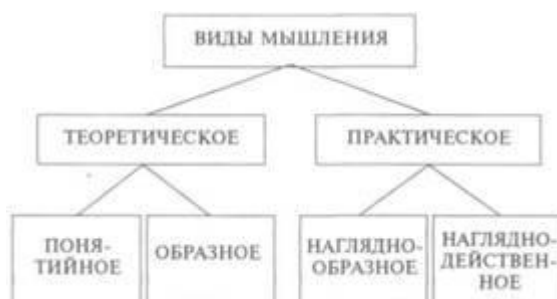 ВИДЫ МЫШЛЕНИЯ
ТЕОРЕТИЧЕСКОЕ
ПРАКТИЧЕСКОЕ
ПОНЯ-
ТИЙНОЕ
ОБРАЗНОЕ
НАГЛЯДНО-
ОБРАЗНОЕ
НАГЛЯДНО-
ДЕЙСТВЕН-
НОЕ